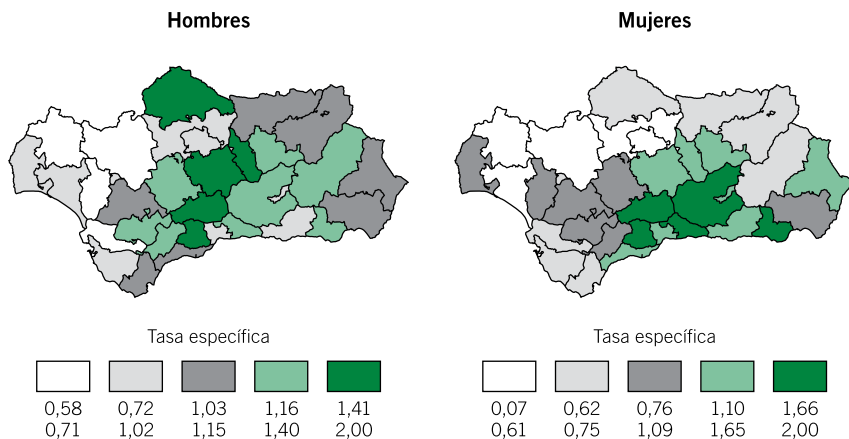 Hombres
Mujeres
Tasa específica
0,58 0,72 1,03 1,16 1,41
0,71 1,02 1,15 1,40 2,00
Tasa específica
0,07 0,62 0,76 1,10 1,66
0,61 0,75 1,09 1,65 2,00